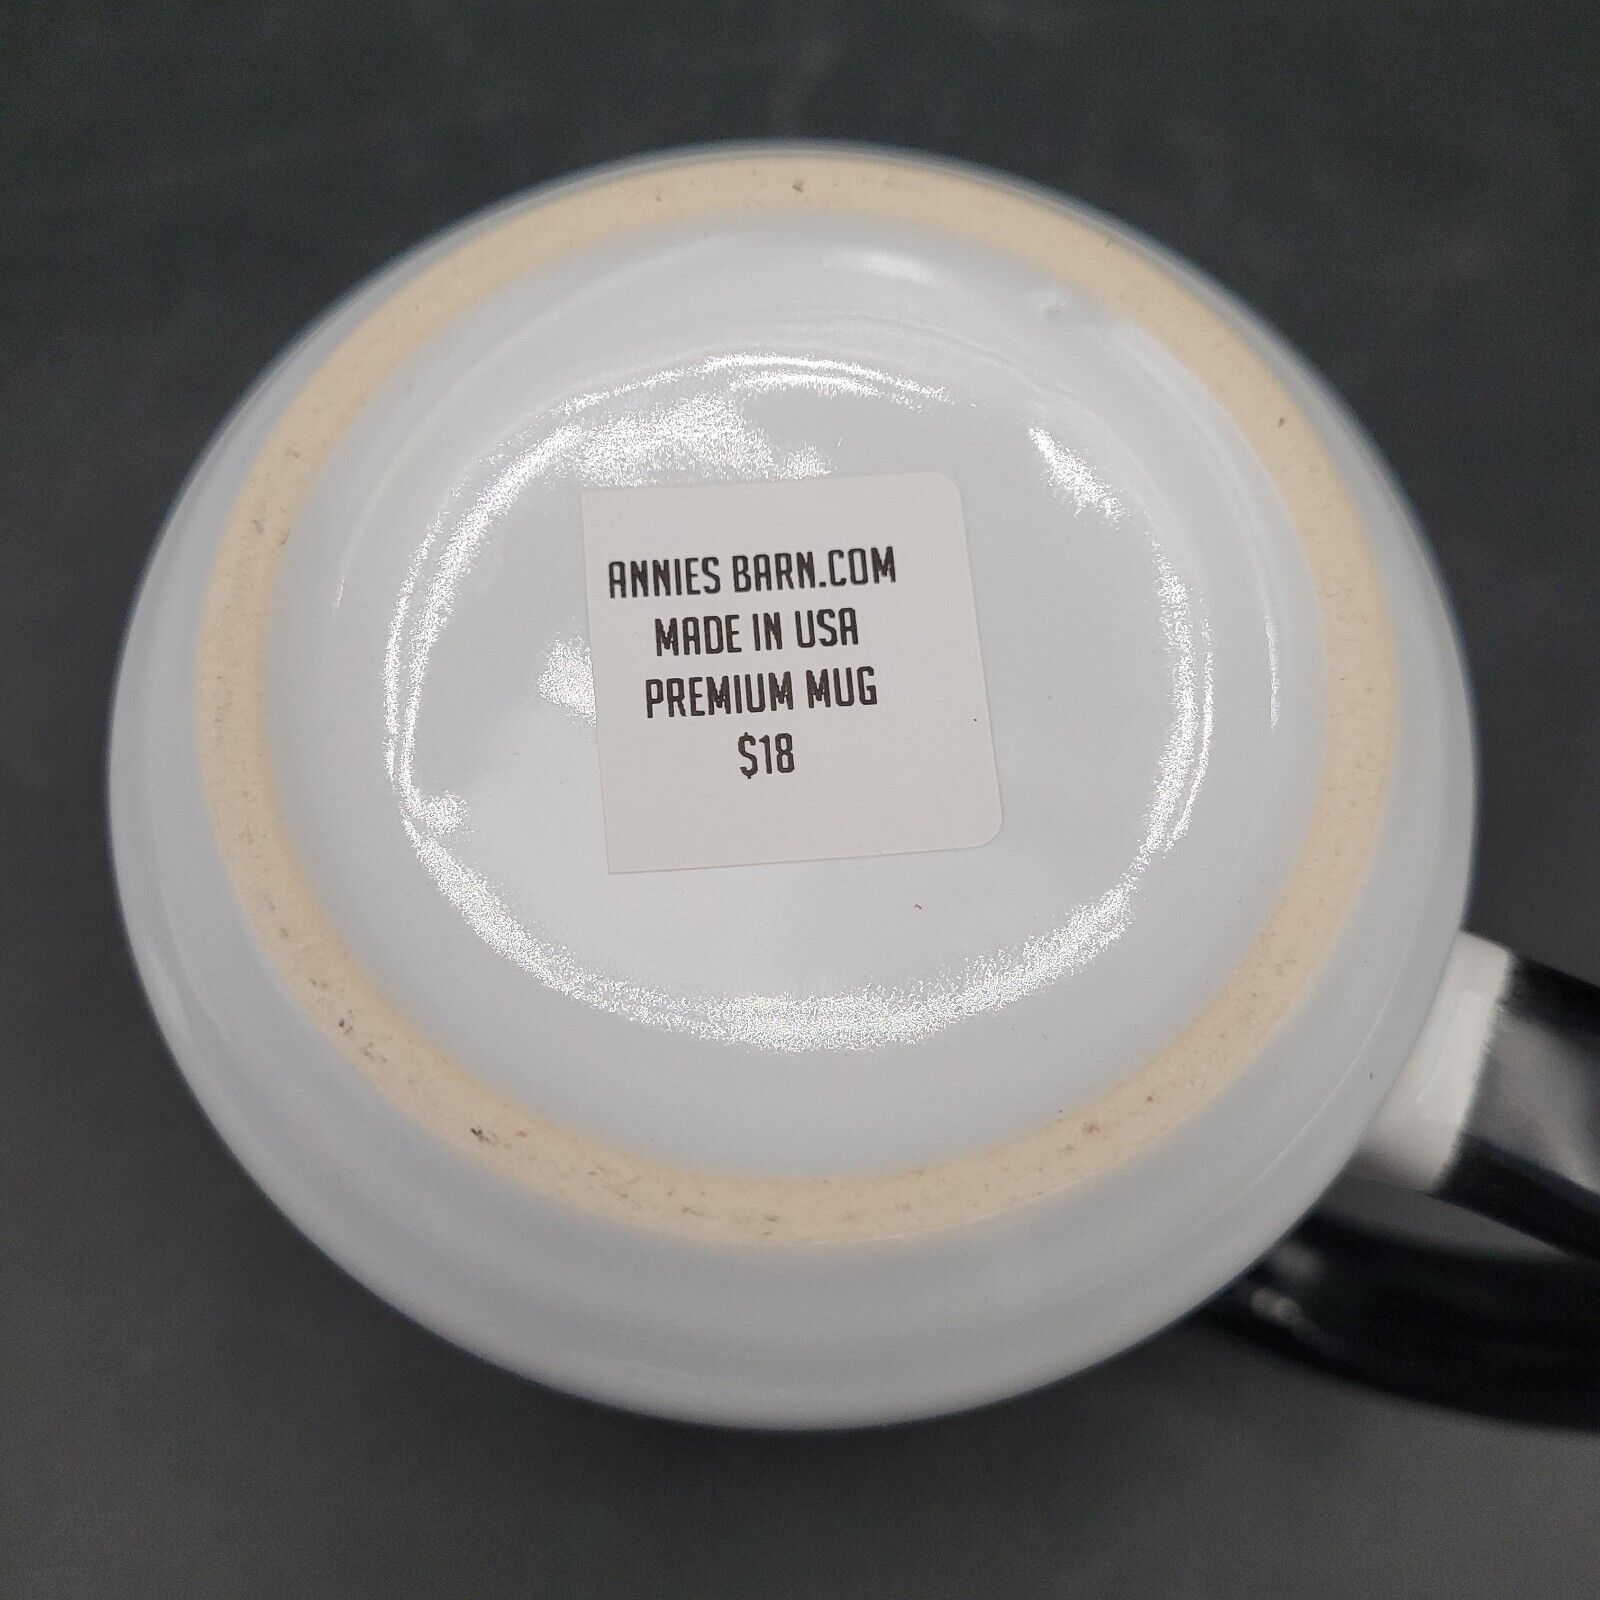 ANNIES BARN.COM
MADE IN USA
PREMIUM MUG
$18